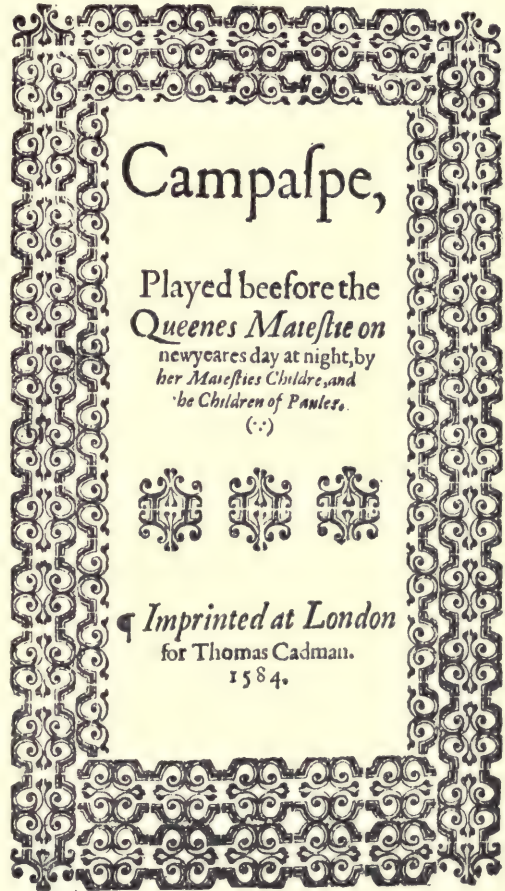 Campaſpe,
Played beefore the
Queenes Maieſtie on
newyeares day at night, by
her Maieſties Childrē, and
the Children of Paules.
(∵)
¶ Imprinted at London
for Thomas Cadman.
1584.